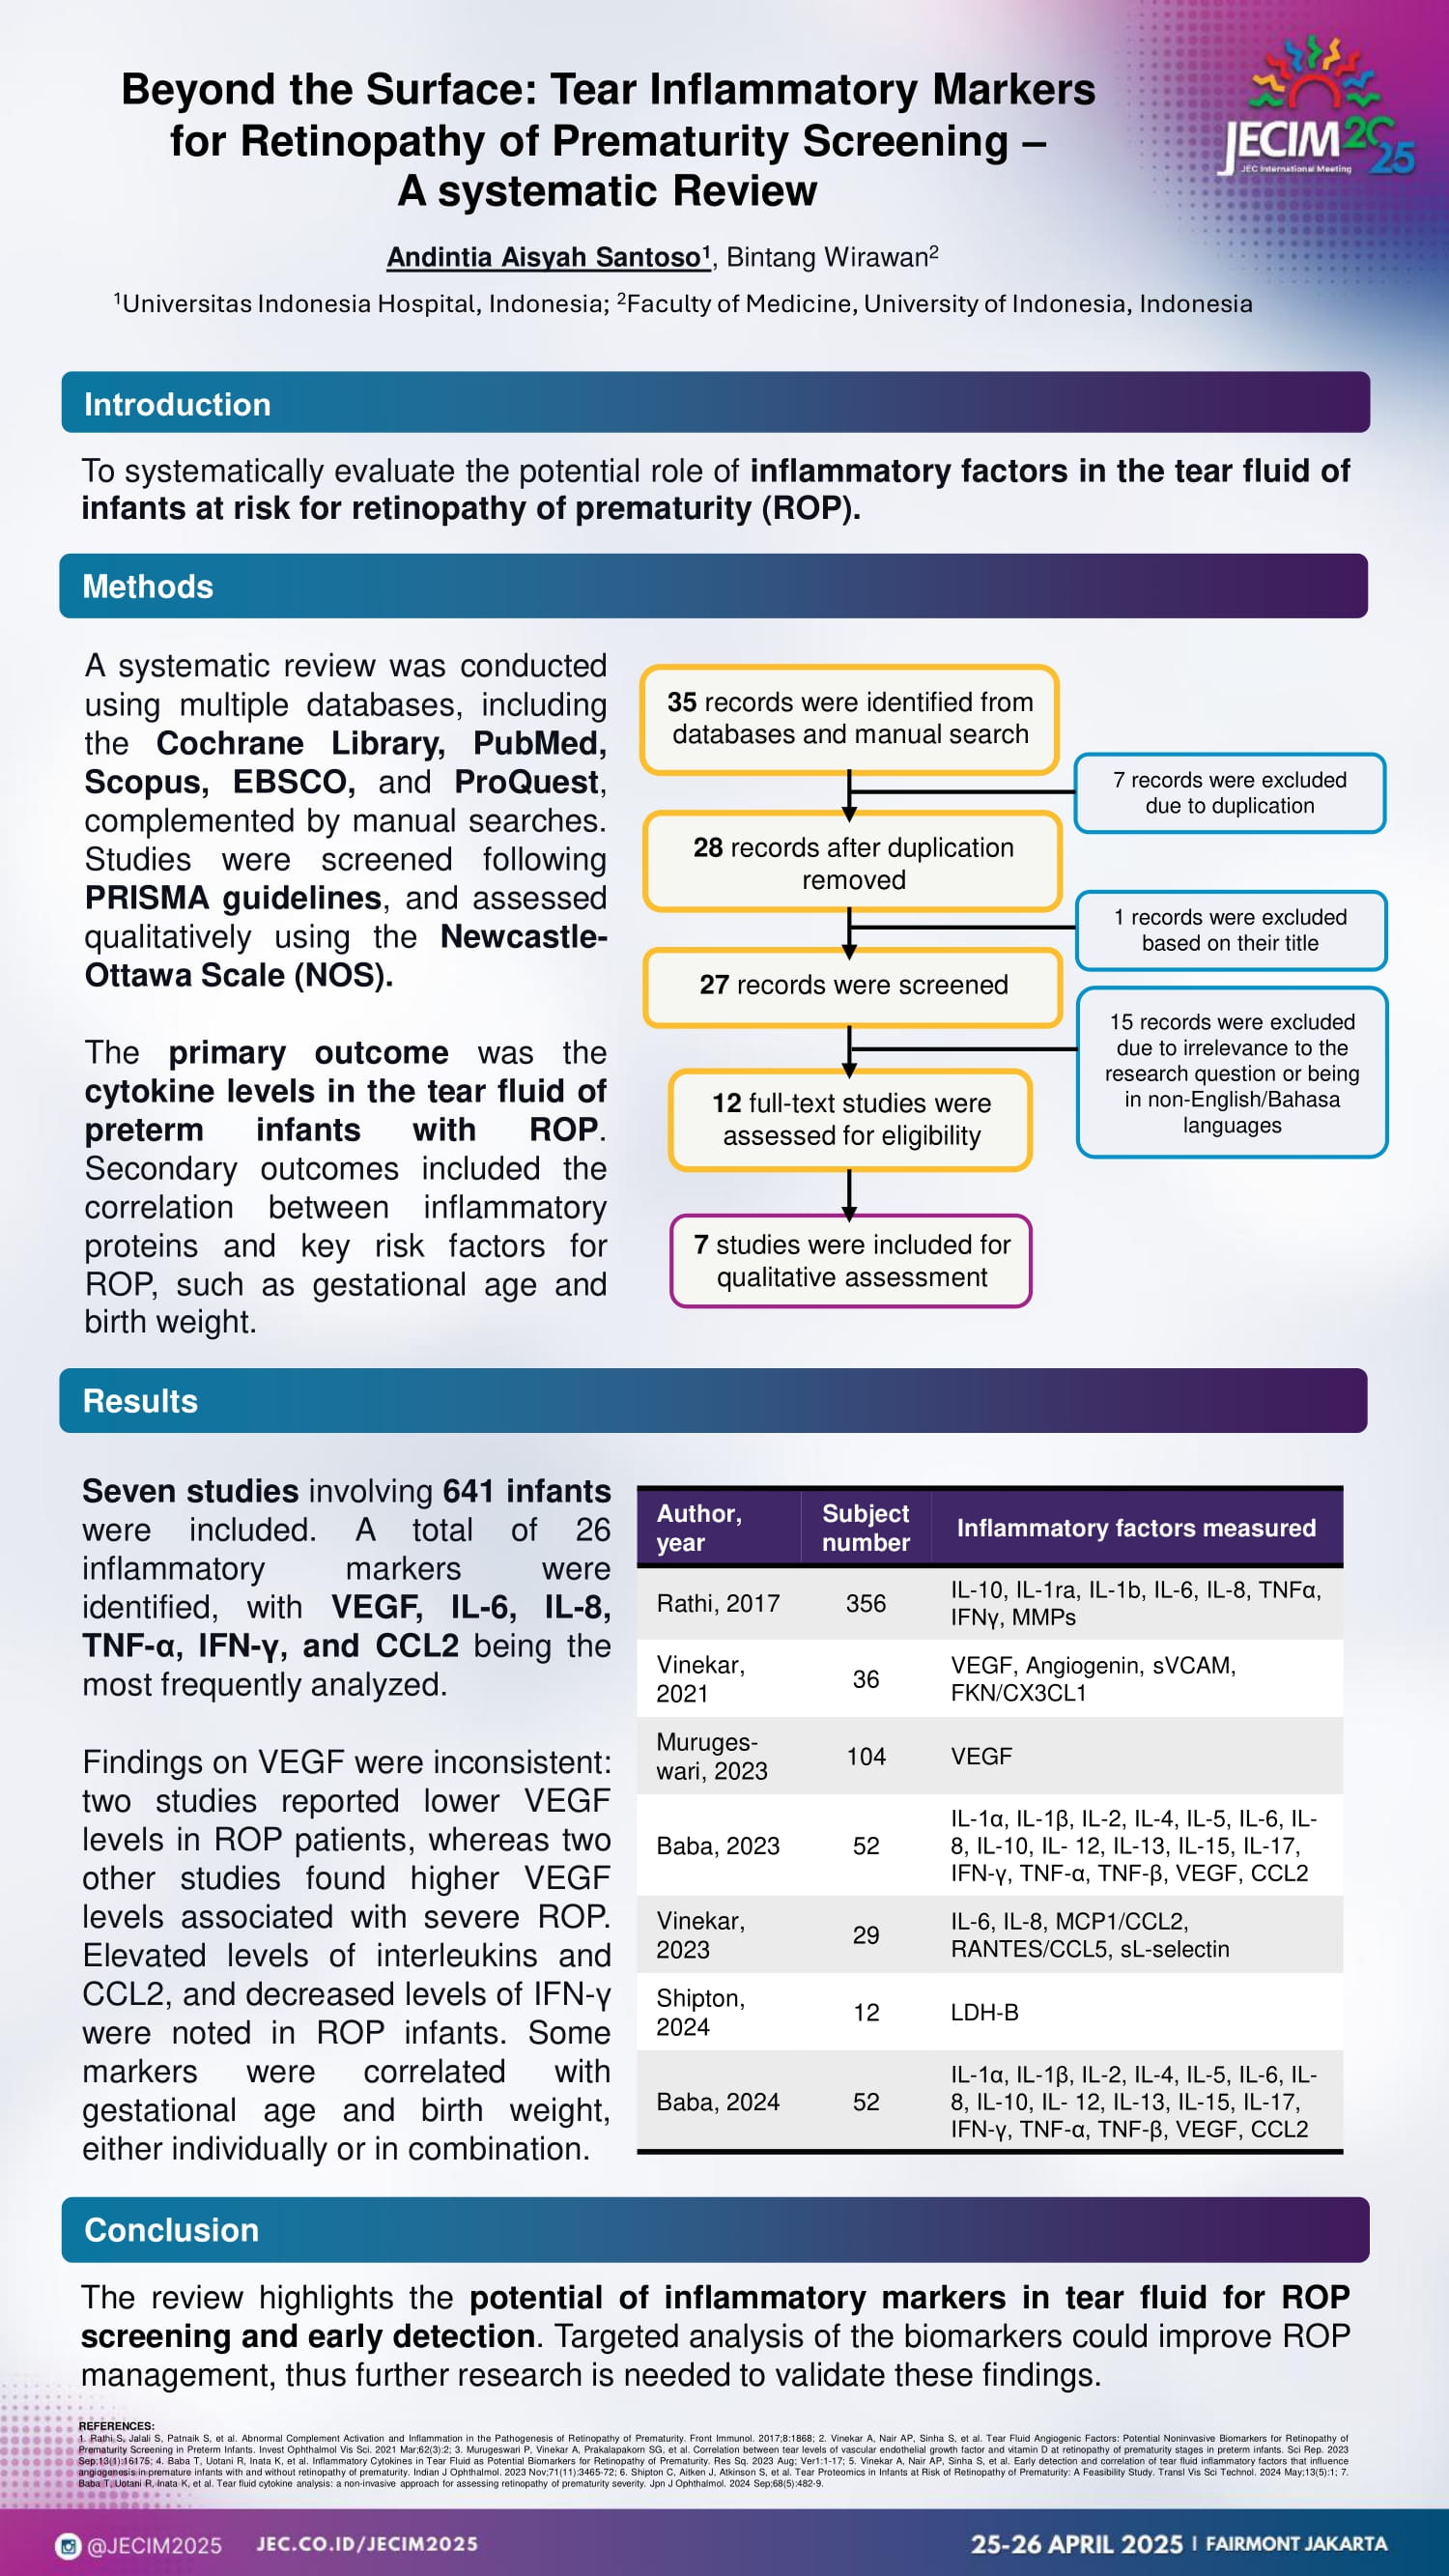 Beyond the Surface: Tear Inflammatory Markers
for Retinopathy of Prematurity Screening –
A systematic Review
JECIM2025
JEC International Meeting
Andintia Aisyah Santoso¹, Bintang Wirawan²
¹Universitas Indonesia Hospital, Indonesia; ²Faculty of Medicine, University of Indonesia, Indonesia
Introduction
To systematically evaluate the potential role of inflammatory factors in the tear fluid of
infants at risk for retinopathy of prematurity (ROP).
Methods
A systematic review was conducted
using multiple databases, including
the Cochrane Library, PubMed,
Scopus, EBSCO, and ProQuest,
complemented by manual searches.
Studies were screened following
PRISMA guidelines, and assessed
qualitatively using the Newcastle-
Ottawa Scale (NOS).
The primary outcome was the
cytokine levels in the tear fluid of
preterm infants with ROP.
Secondary outcomes included the
correlation between inflammatory
proteins and key risk factors for
ROP, such as gestational age and
birth weight.
35 records were identified from
databases and manual search
7 records were excluded
due to duplication
28 records after duplication
removed
1 records were excluded
based on their title
27 records were screened
15 records were excluded
due to irrelevance to the
research question or being
in non-English/Bahasa
languages
12 full-text studies were
assessed for eligibility
7 studies were included for
qualitative assessment
Results
Seven studies involving 641 infants
were included. A total of 26
inflammatory markers were
identified, with VEGF, IL-6, IL-8,
TNF-α, IFN-γ, and CCL2 being the
most frequently analyzed.
Findings on VEGF were inconsistent:
two studies reported lower VEGF
levels in ROP patients, whereas two
other studies found higher VEGF
levels associated with severe ROP.
Elevated levels of interleukins and
CCL2, and decreased levels of IFN-γ
were noted in ROP infants. Some
markers were correlated with
gestational age and birth weight,
either individually or in combination.
Author, year | Subject number | Inflammatory factors measured
Rathi, 2017 356 IL-10, IL-1ra, IL-1b, IL-6, IL-8, TNFα,
IFNγ, MMPs
Vinekar, 2021 36 VEGF, Angiogenin, sVCAM,
FKN/CX3CL1
Muruges-
wari, 2023 104 VEGF
Baba, 2023 52 IL-1α, IL-1β, IL-2, IL-4, IL-5, IL-6, IL-
8, IL-10, IL- 12, IL-13, IL-15, IL-17,
IFN-γ, TNF-α, TNF-β, VEGF, CCL2
Vinekar, 2023 29 IL-6, IL-8, MCP1/CCL2,
RANTES/CCL5, sL-selectin
Shipton, 2024 12 LDH-B
Baba, 2024 52 IL-1α, IL-1β, IL-2, IL-4, IL-5, IL-6, IL-
8, IL-10, IL- 12, IL-13, IL-15, IL-17,
IFN-γ, TNF-α, TNF-β, VEGF, CCL2
Conclusion
The review highlights the potential of inflammatory markers in tear fluid for ROP
screening and early detection. Targeted analysis of the biomarkers could improve ROP
management, thus further research is needed to validate these findings.
REFERENCES:
1. Rathi S, Jalali S, Patnaik S, et al. Abnormal Complement Activation and Inflammation in the Pathogenesis of Retinopathy of Prematurity. Front Immunol. 2017;8:1868; 2. Vinekar A, Nair AP, Sinha S, et al. Tear Fluid Angiogenic Factors: Potential Noninvasive Biomarkers for Retinopathy of
Prematurity Screening in Preterm Infants. Invest Ophthalmol Vis Sci. 2021 Mar;62(3):2; 3. Murugeswari P, Vinekar A, Prakalapakorn SG, et al. Correlation between tear levels of vascular endothelial growth factor and vitamin D at retinopathy of prematurity stages in preterm infants. Sci Rep. 2023
Sep;13(1):16175; 4. Baba T, Uotani R, Inata K, et al. Inflammatory Cytokines in Tear Fluid as Potential Biomarkers for Retinopathy of Prematurity. Res Sq. 2023 Aug; Ver1:1-17; 5. Vinekar A, Nair AP, Sinha S, et al. Early detection and correlation of tear fluid inflammatory factors that influence
angiogenesis in premature infants with and without retinopathy of prematurity. Indian J Ophthalmol. 2023 Nov;71(11):3465-72; 6. Shipton C, Aitken J, Atkinson S, et al. Tear Proteomics in Infants at Risk of Retinopathy of Prematurity: A Feasibility Study. Transl Vis Sci Technol. 2024 May;13(5):1; 7.
Baba T, Uotani R, Inata K, et al. Tear fluid cytokine analysis: a non-invasive approach for assessing retinopathy of prematurity severity. Jpn J Ophthalmol. 2024 Sep;68(5):482-9.
@JECIM2025 JEC.CO.ID/JECIM2025 25-26 APRIL 2025 | FAIRMONT JAKARTA